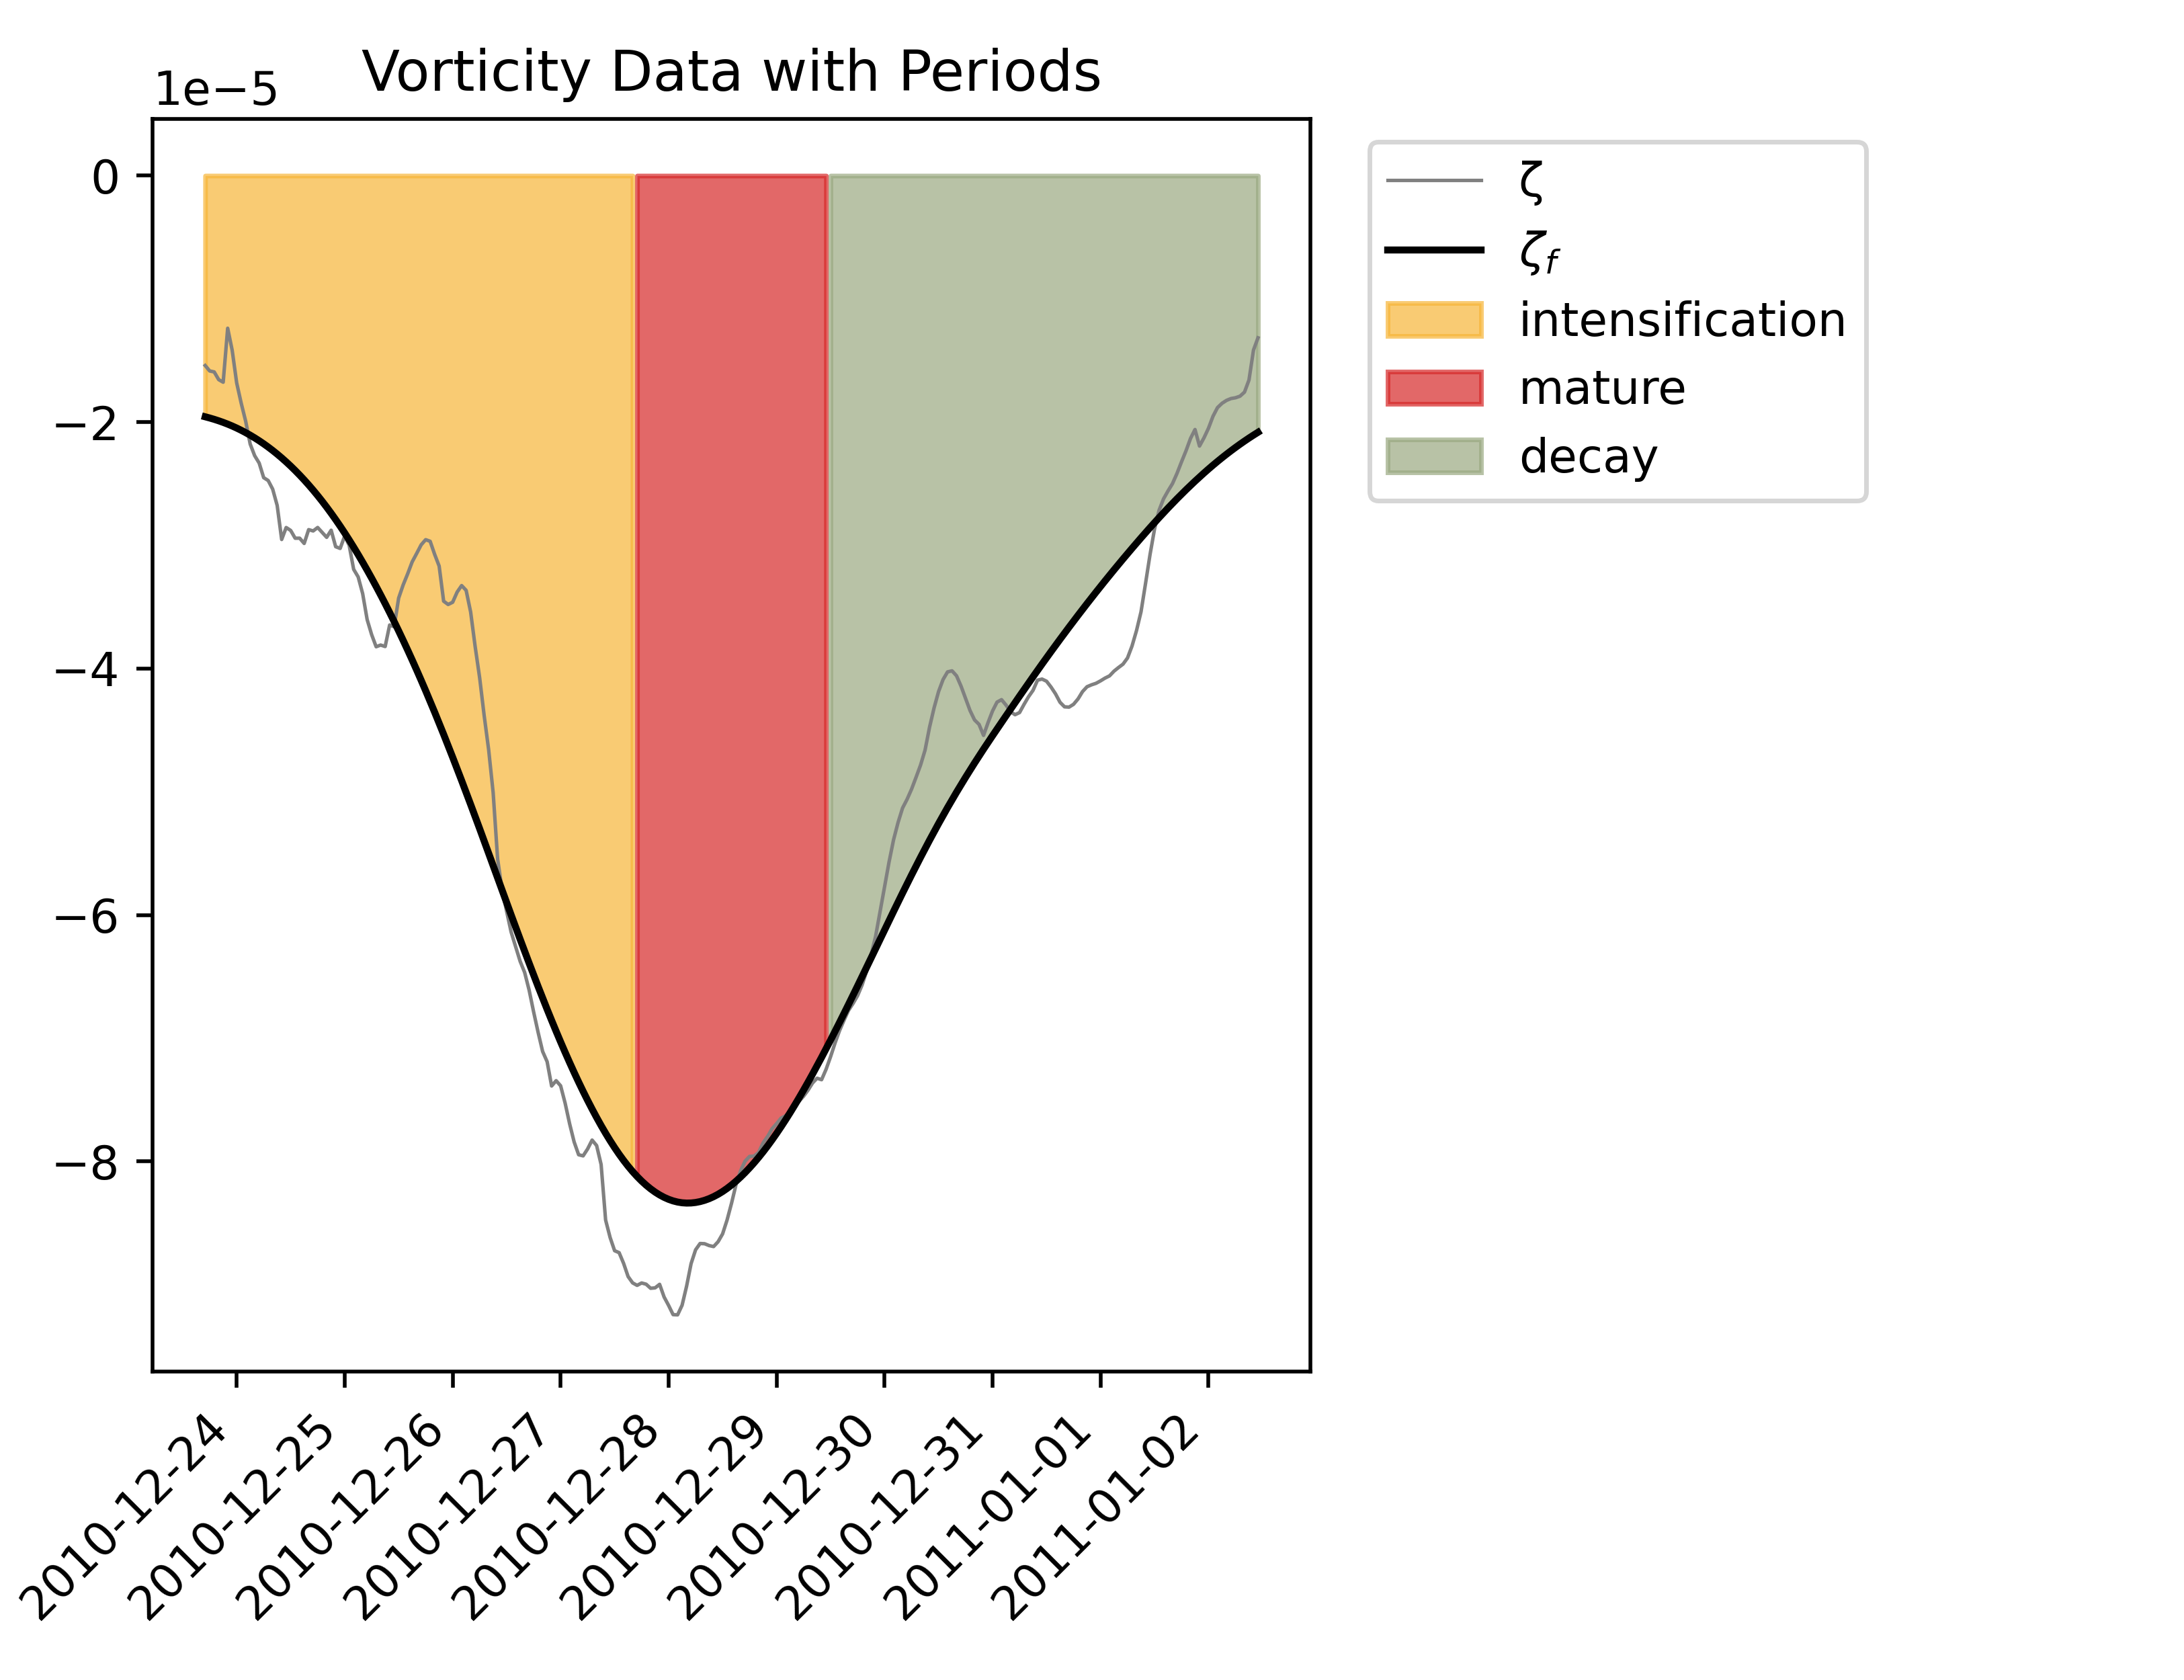 Vorticity Data with Periods
1e−5
0
−2
−4
−6
−8
2010-12-24
2010-12-25
2010-12-26
2010-12-27
2010-12-28
2010-12-29
2010-12-30
2010-12-31
2011-01-01
2011-01-02
ζ
ζf
intensification
mature
decay